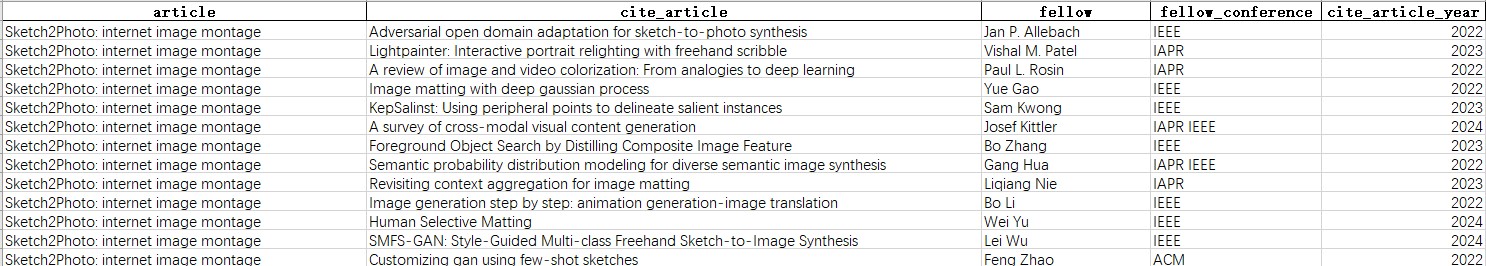 article cite_article fellow fellow_conference cite_article_year
Sketch2Photo: internet image montage Adversarial open domain adaptation for sketch-to-photo synthesis Jan P. Allebach IEEE 2022
Sketch2Photo: internet image montage Lightpainter: Interactive portrait relighting with freehand scribble Vishal M. Patel IAPR 2023
Sketch2Photo: internet image montage A review of image and video colorization: From analogies to deep learning Paul L. Rosin IAPR 2022
Sketch2Photo: internet image montage Image matting with deep gaussian process Yue Gao IEEE 2022
Sketch2Photo: internet image montage KepSalinst: Using peripheral points to delineate salient instances Sam Kwong IEEE 2023
Sketch2Photo: internet image montage A survey of cross-modal visual content generation Josef Kittler IAPR IEEE 2024
Sketch2Photo: internet image montage Foreground Object Search by Distilling Composite Image Feature Bo Zhang IEEE 2023
Sketch2Photo: internet image montage Semantic probability distribution modeling for diverse semantic image synthesis Gang Hua IAPR IEEE 2022
Sketch2Photo: internet image montage Revisiting context aggregation for image matting Liqiang Nie IAPR 2023
Sketch2Photo: internet image montage Image generation step by step: animation generation-image translation Bo Li IEEE 2022
Sketch2Photo: internet image montage Human Selective Matting Wei Yu IEEE 2024
Sketch2Photo: internet image montage SMFS-GAN: Style-Guided Multi-class Freehand Sketch-to-Image Synthesis Lei Wu IEEE 2024
Sketch2Photo: internet image montage Customizing gan using few-shot sketches Feng Zhao ACM 2022